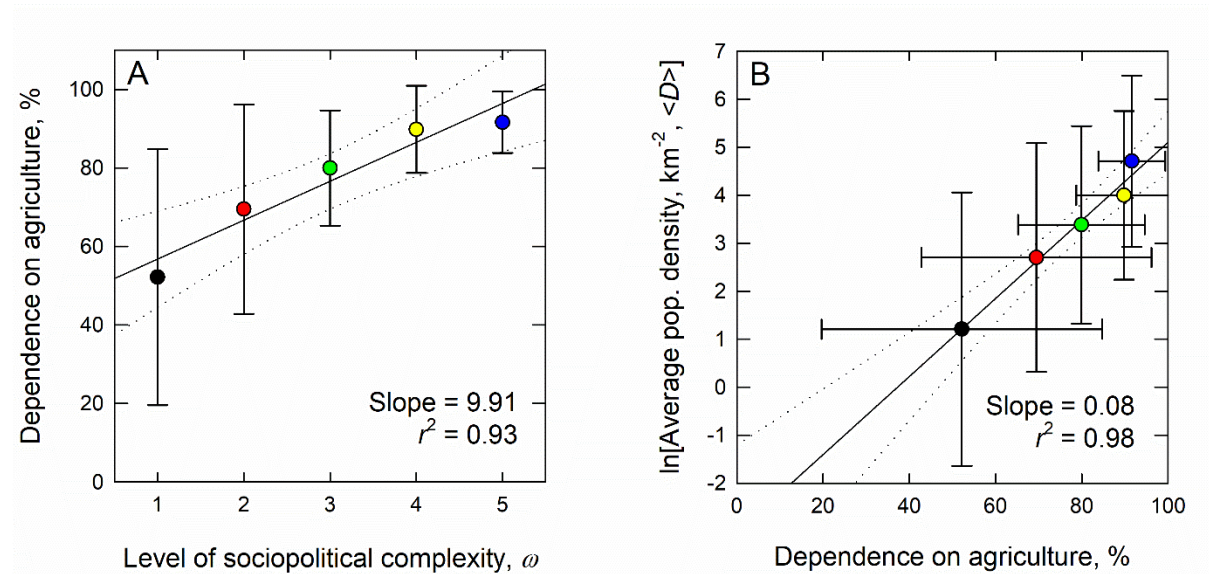 A
Dependence on agriculture, %
100
80
60
40
20
0
1 2 3 4 5
Slope = 9.91
r² = 0.93
Level of sociopolitical complexity, ω
B
ln[Average pop. density, km⁻², <D>]
7
6
5
4
3
2
1
0
-1
-2
0 20 40 60 80 100
Slope = 0.08
r² = 0.98
Dependence on agriculture, %